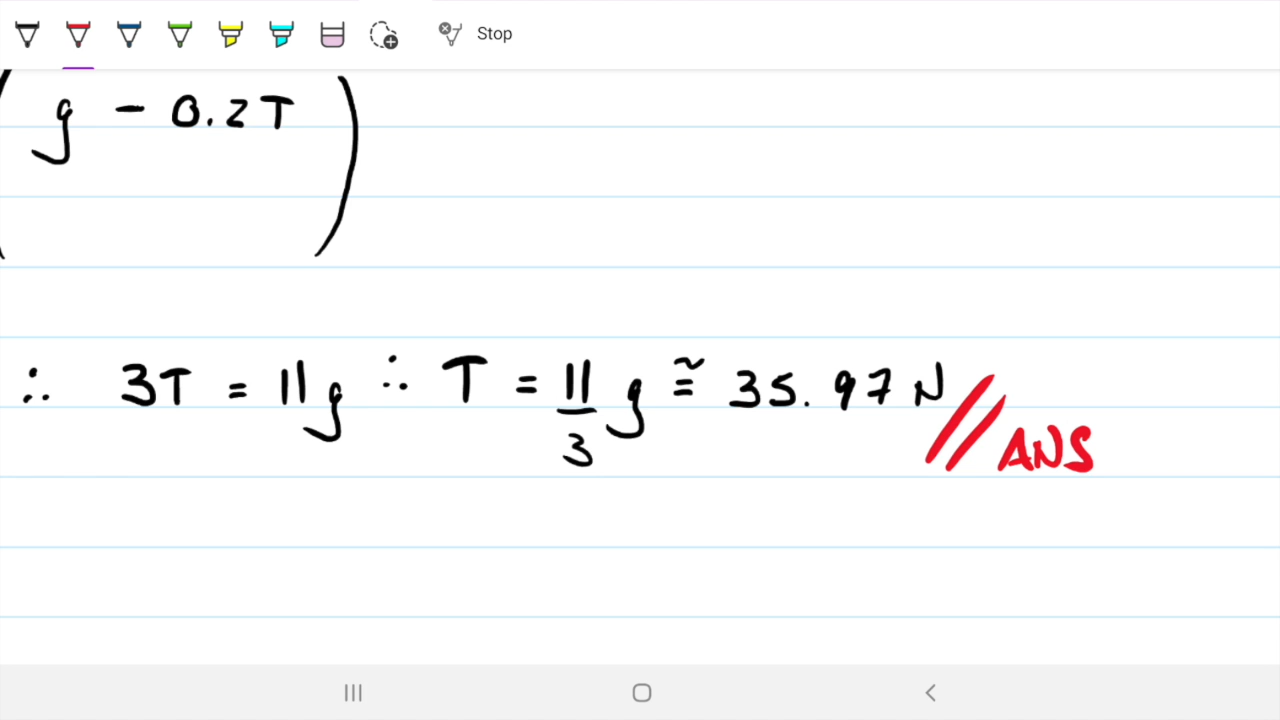 Stop
( g - 0.2T )
∴ 3T = 11g ∴ T = 11/3 g ≅ 35.97 N // ANS